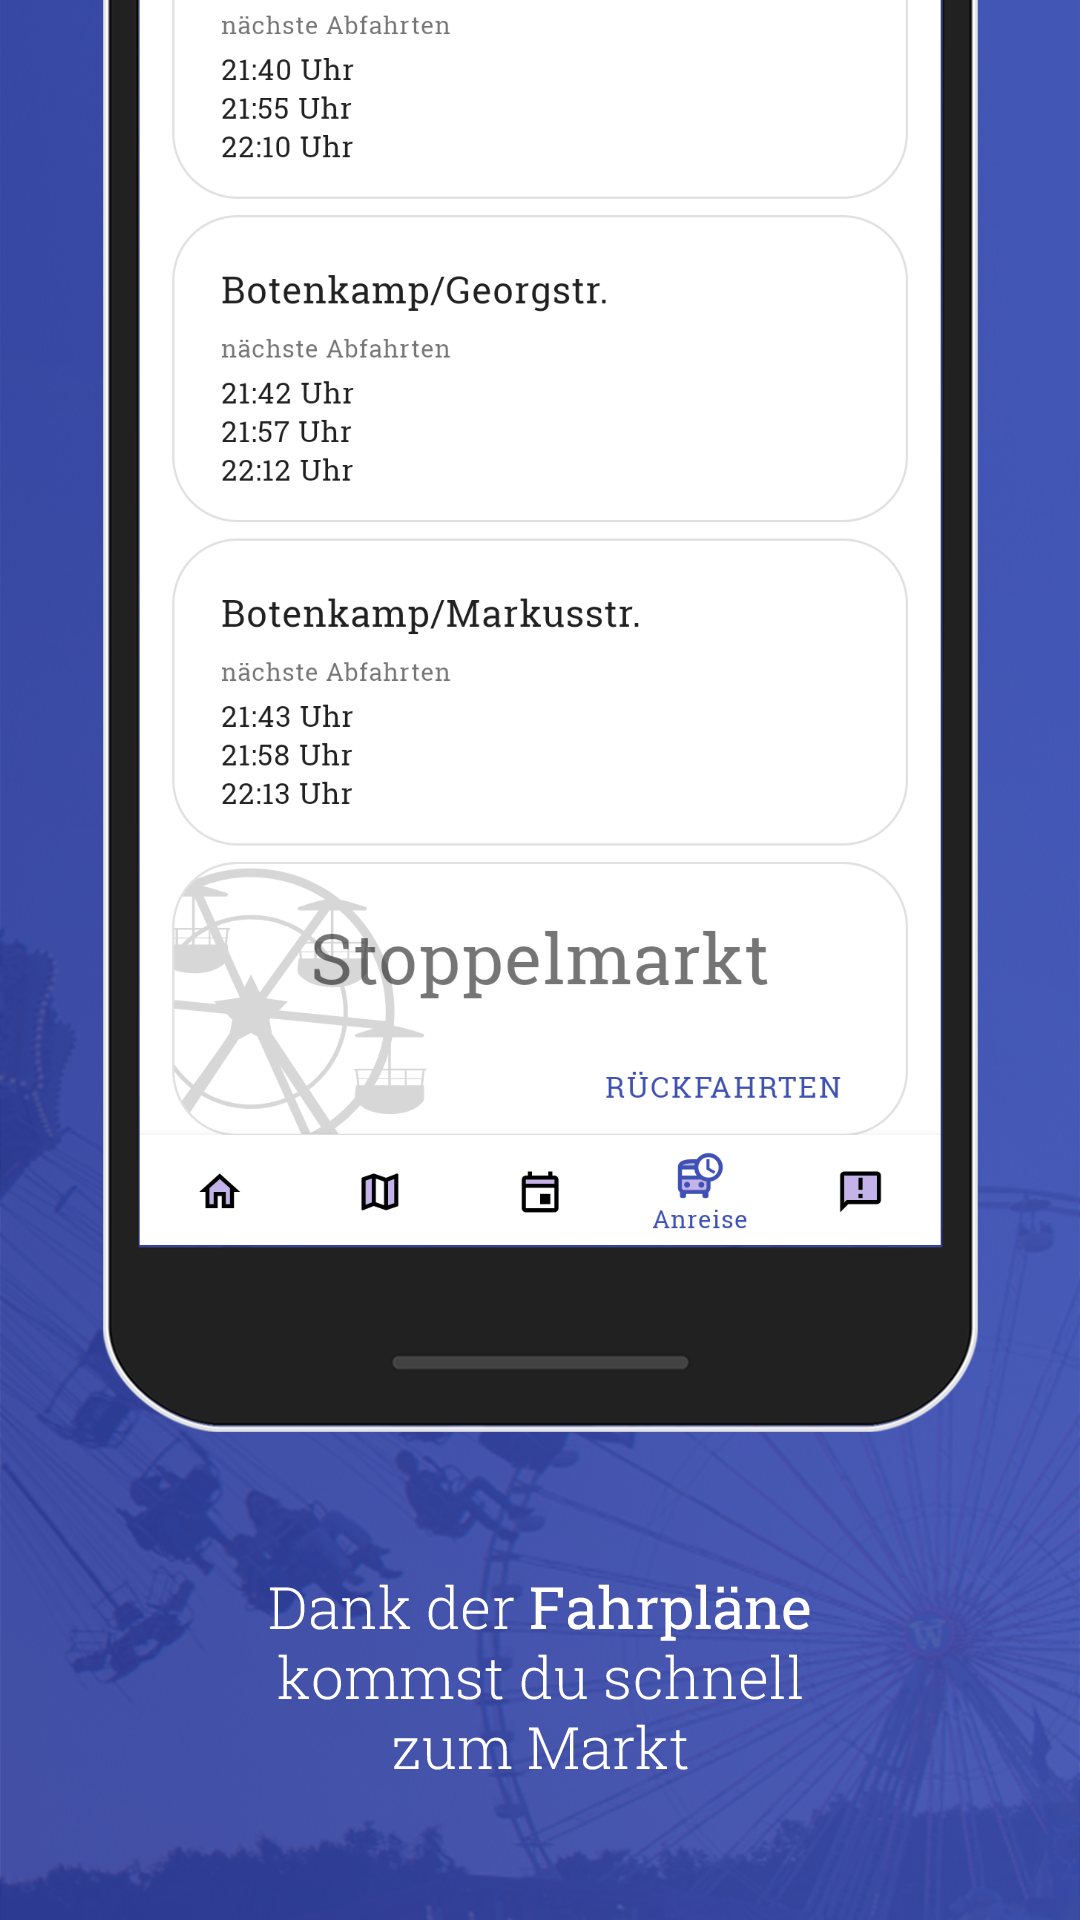 nächste Abfahrten
21:40 Uhr
21:55 Uhr
22:10 Uhr
Botenkamp/Georgstr.
nächste Abfahrten
21:42 Uhr
21:57 Uhr
22:12 Uhr
Botenkamp/Markusstr.
nächste Abfahrten
21:43 Uhr
21:58 Uhr
22:13 Uhr
Stoppelmarkt
RÜCKFAHRTEN
Anreise
W
Dank der Fahrpläne
kommst du schnell
zum Markt